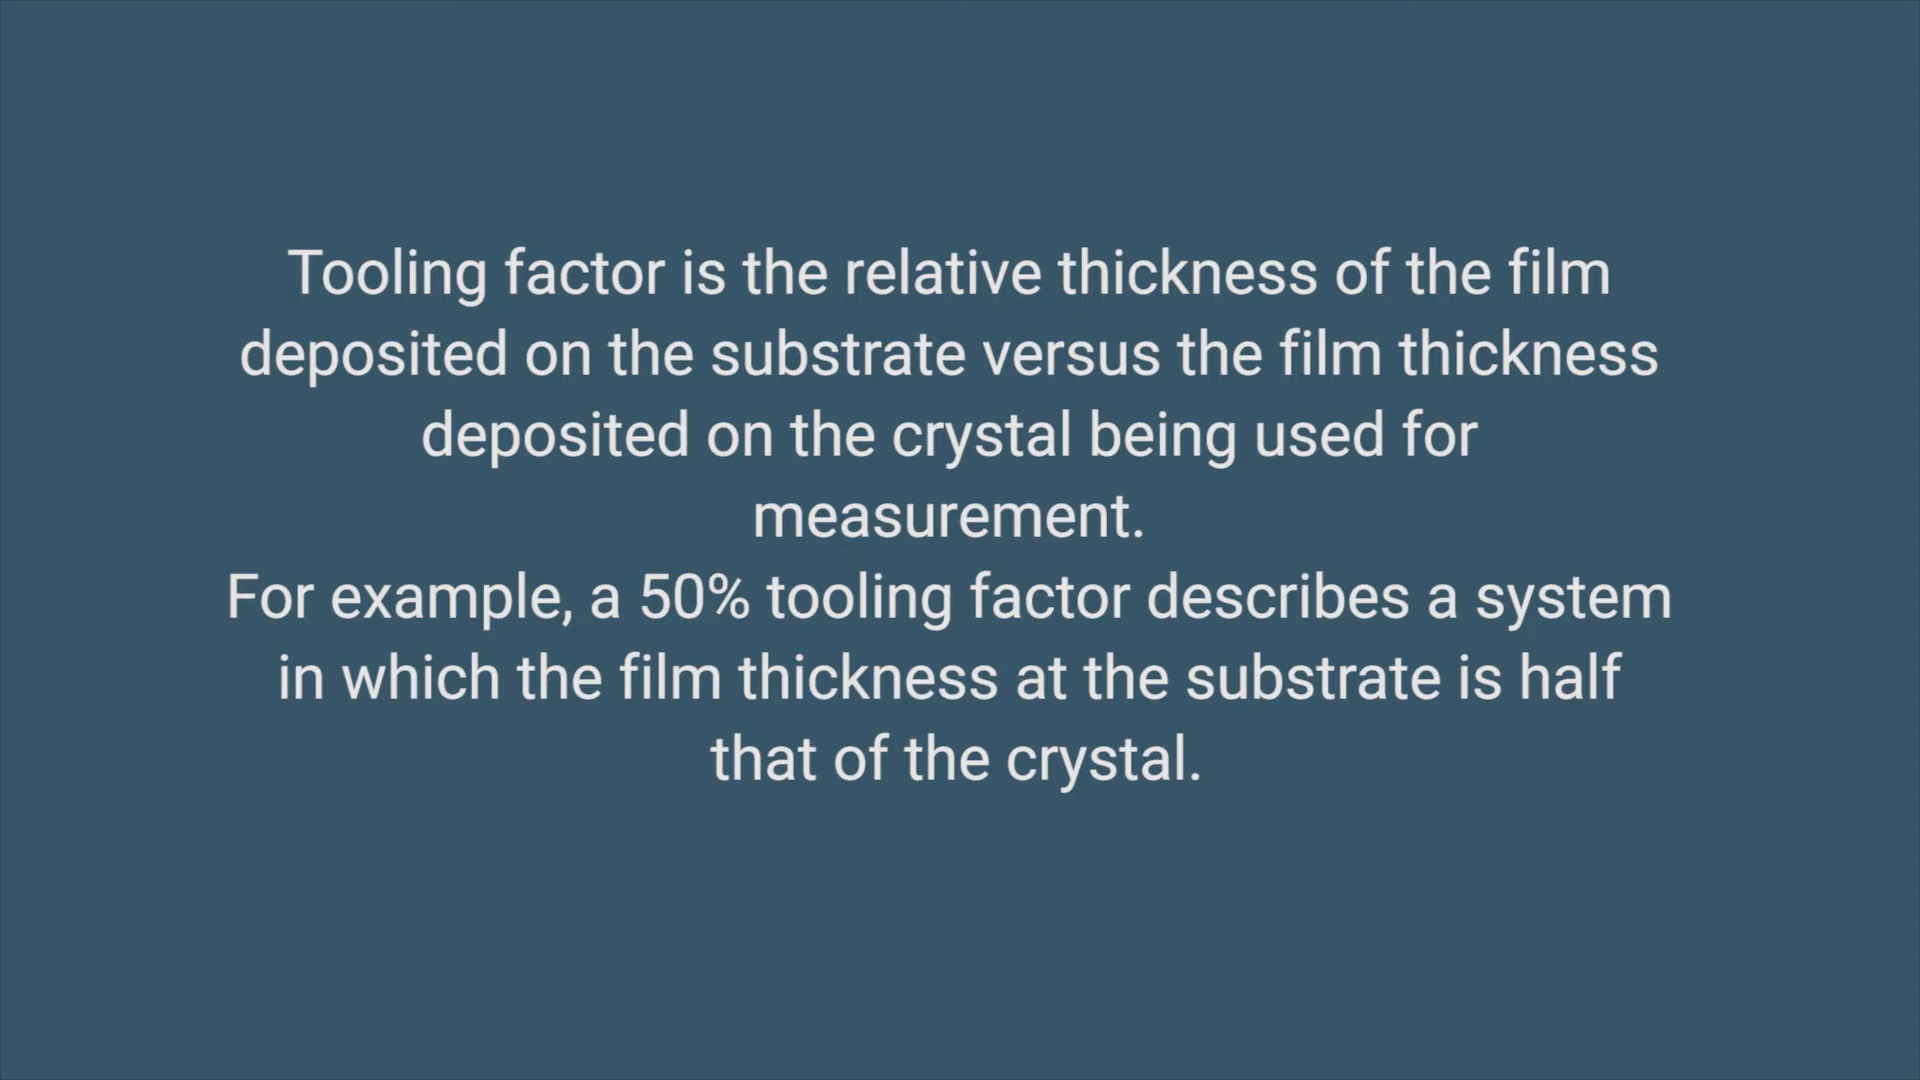 Tooling factor is the relative thickness of the film
deposited on the substrate versus the film thickness
deposited on the crystal being used for
measurement.
For example, a 50% tooling factor describes a system
in which the film thickness at the substrate is half
that of the crystal.